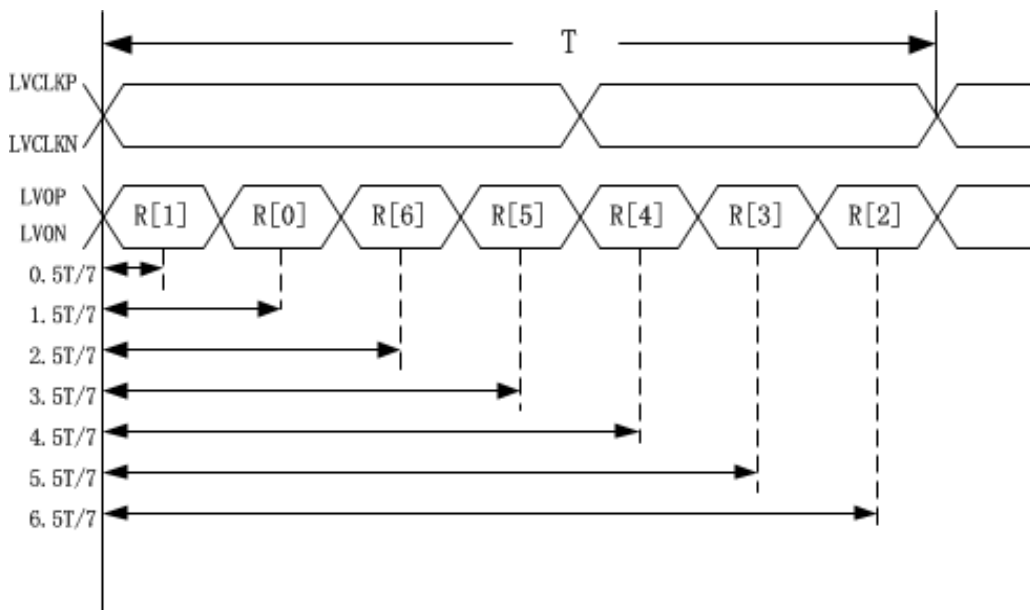 T
LVCLKP
LVCLKN
LVOP
LVON
R[1] R[0] R[6] R[5] R[4] R[3] R[2]
0.5T/7
1.5T/7
2.5T/7
3.5T/7
4.5T/7
5.5T/7
6.5T/7